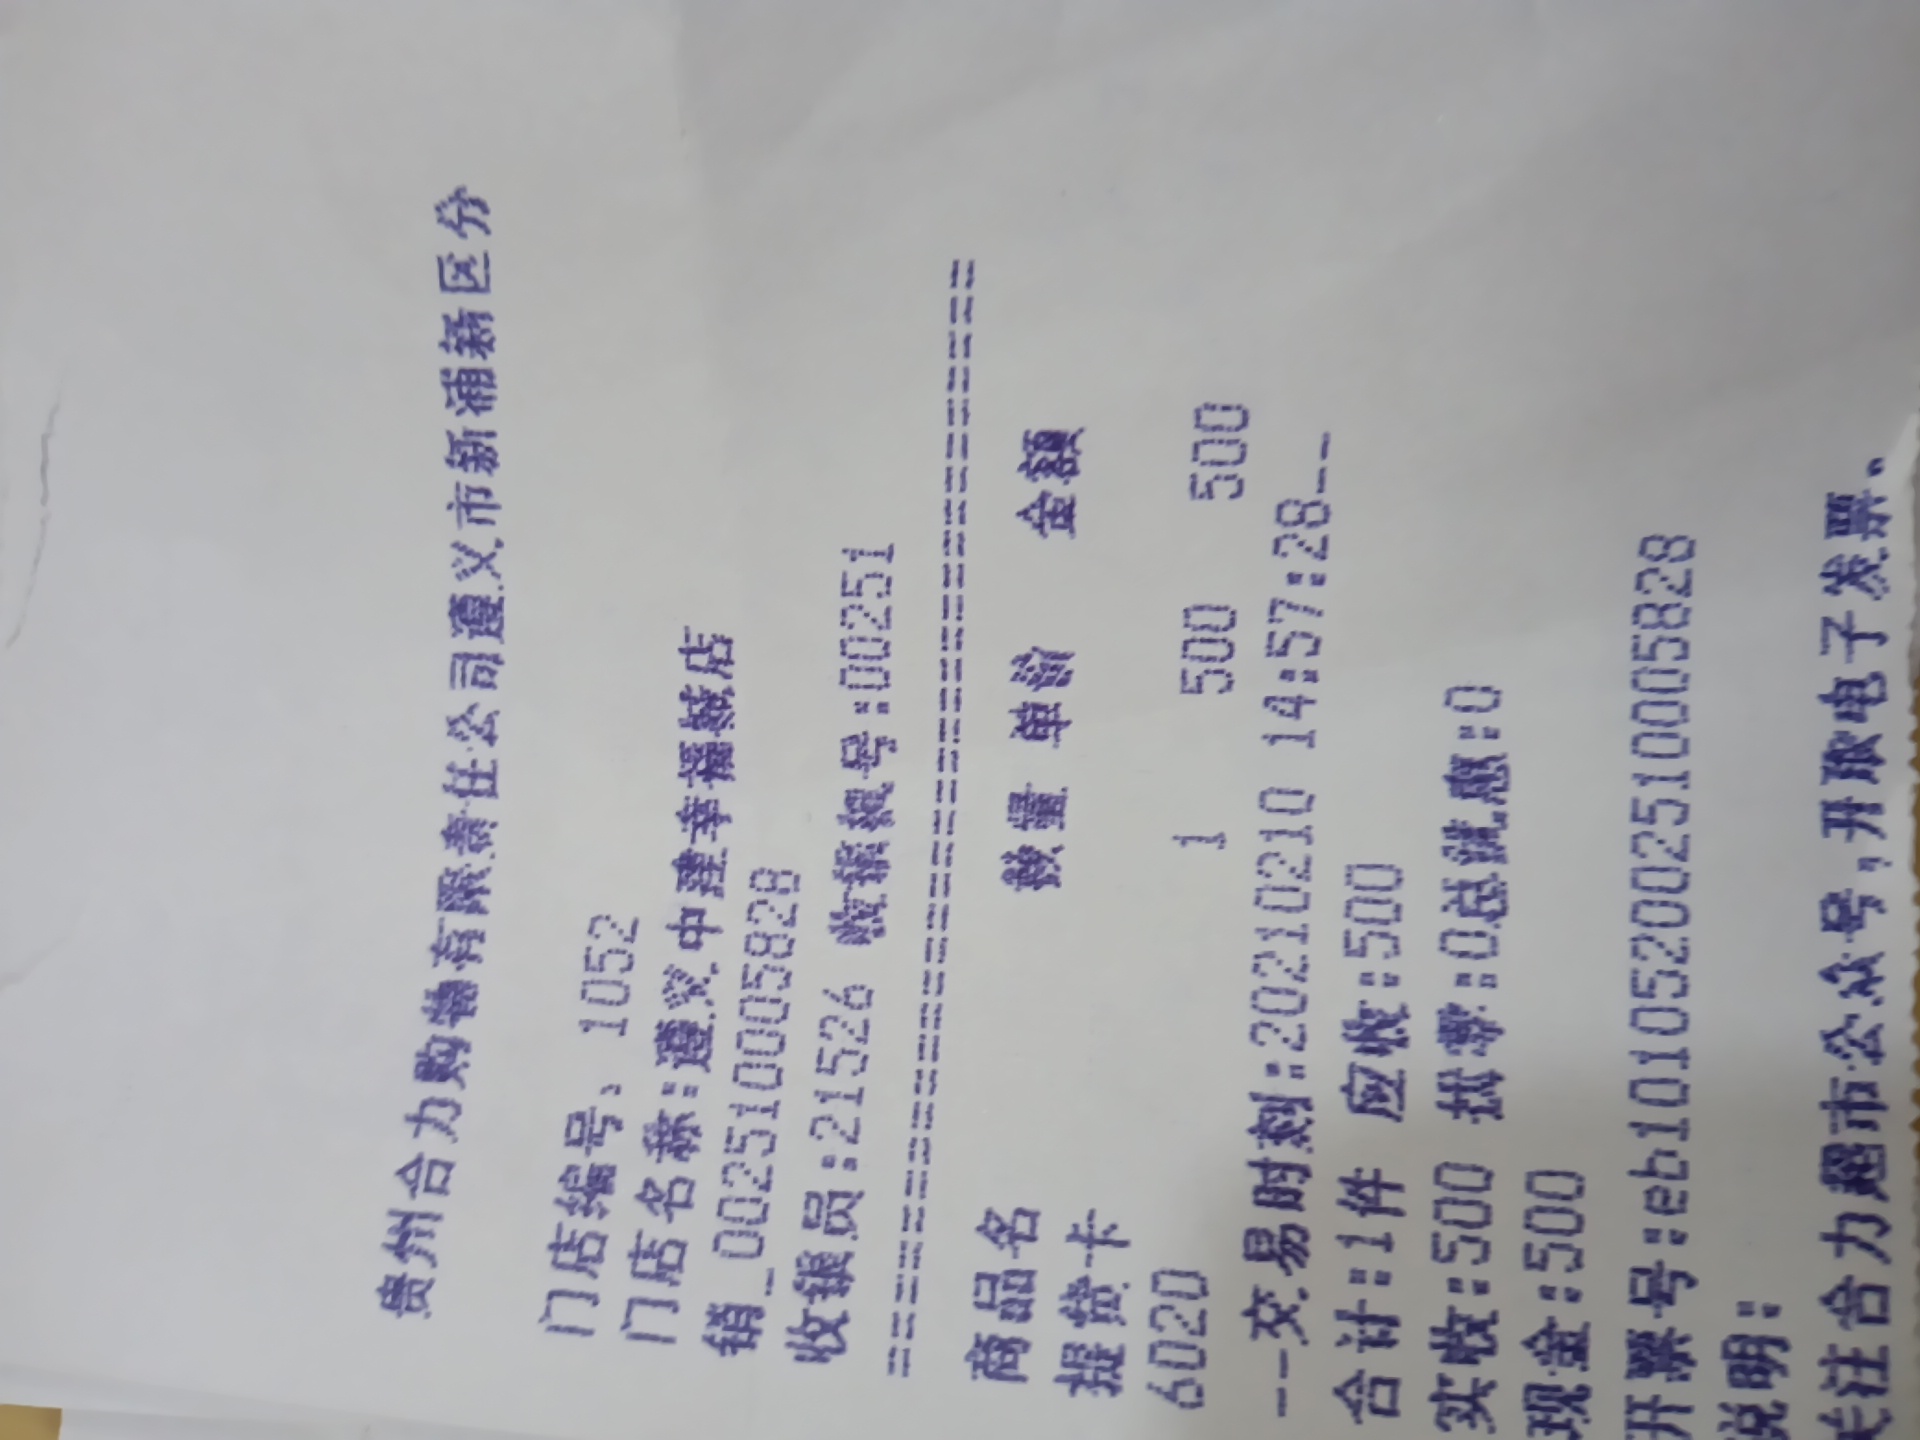 贵州合力购物有限责任公司遵义市新浦新区分
门店编号、1052
门店名称:遵义中建幸福城店
销_002510005828
收银员:21526 收银机号:00251
==========================================
商品名 数量 单价 金额
提货卡
6020 1 500 500
--交易时刻:20210210 14:57:28--
合计:1件 应收:500
实收:500 扣零:0总优惠:0
现金:500
开票号:eb1010520025100058​28
说明:
关注合力超市公众号,开取电子发票。